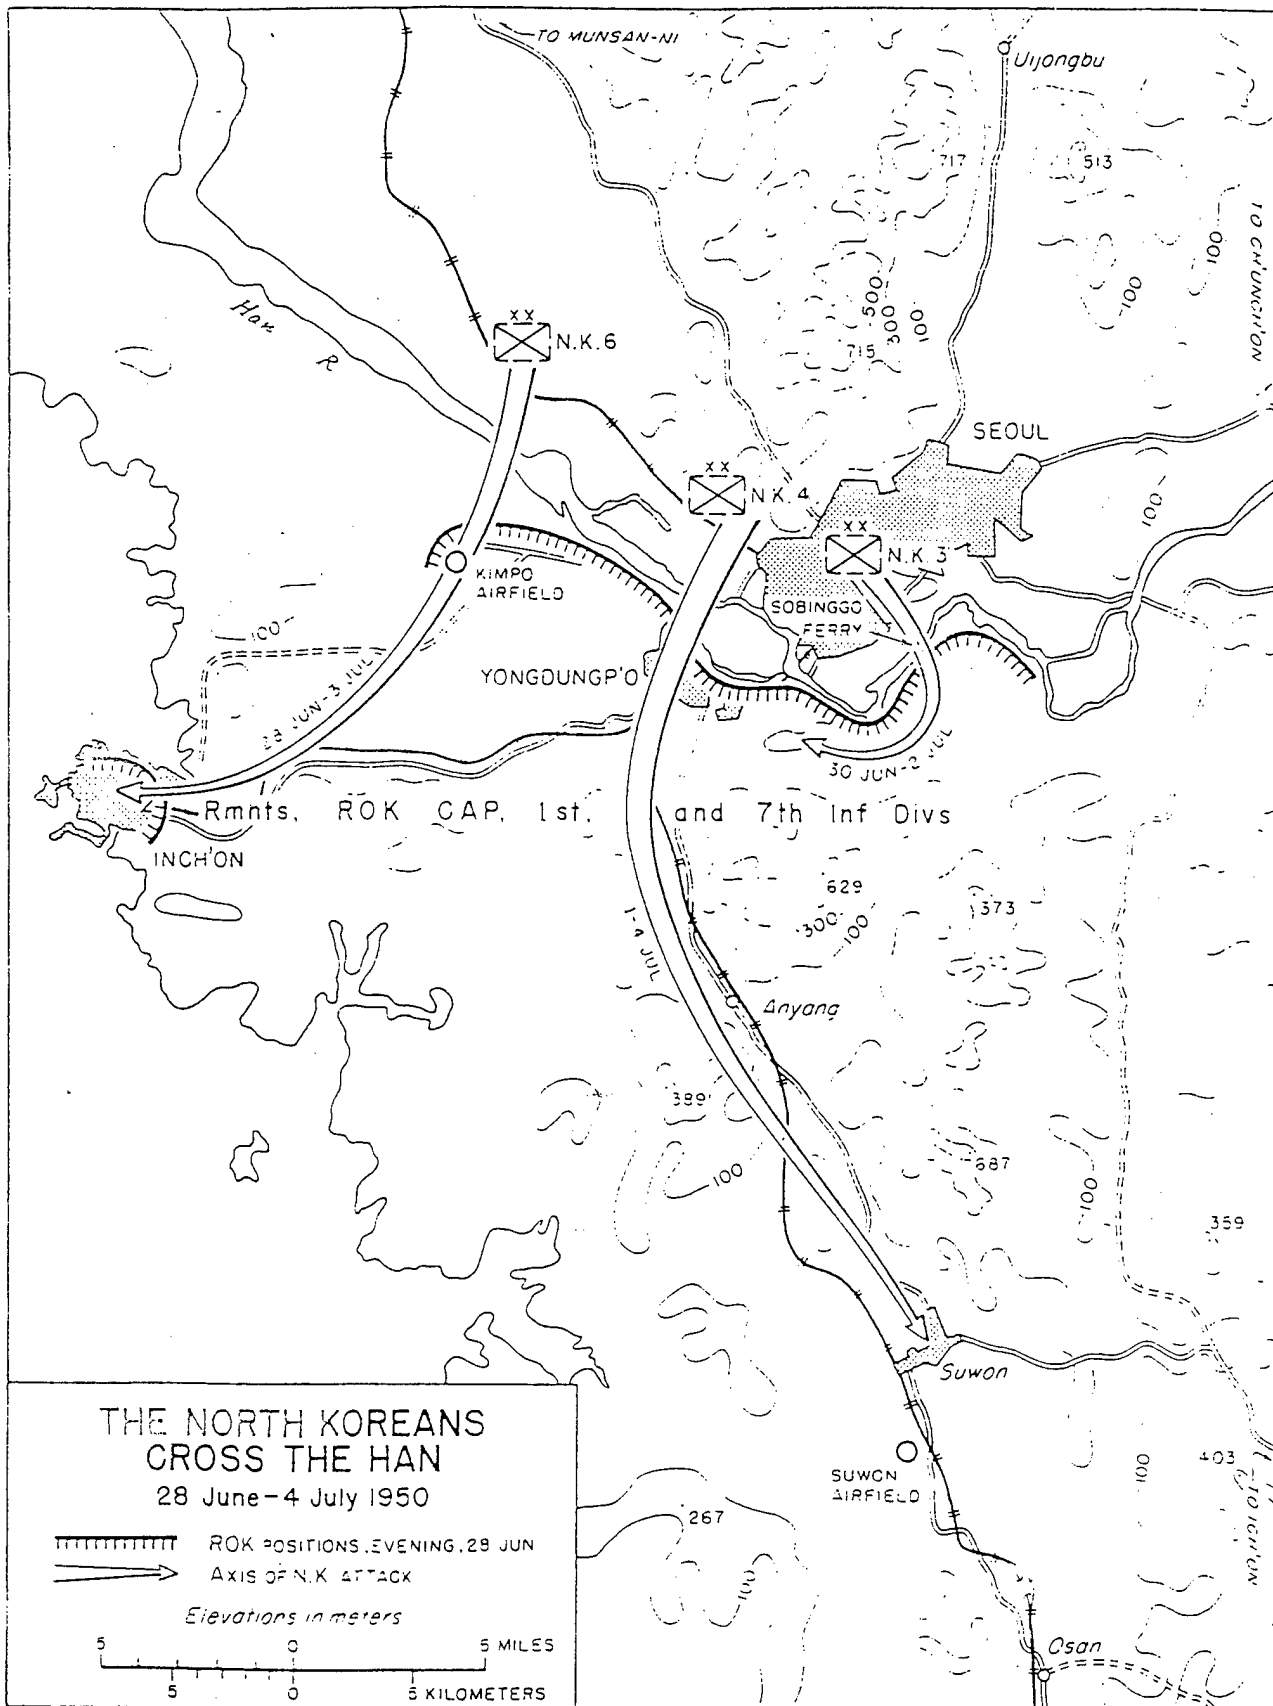 TO MUNSAN-NI
Uijongbu
717
513
TO CH'UNCH'ON
100
100
Han R
500
300
100
715
N.K.6
SEOUL
N.K.4
100
N.K.3
KIMPO
AIRFIELD
SOBINGGO
FERRY
100
YONGDUNGP'O
28 JUN-3 JUL
30 JUN-2 JUL
Rmnts, ROK CAP, 1st, and 7th Inf Divs
INCH'ON
629
373
300
100
1-4 JUL
Anyang
389
687
100
100
359
Suwon
SUWON
AIRFIELD
403
100
TO ICH'ON
267
100
Osan
THE NORTH KOREANS
CROSS THE HAN
28 June-4 July 1950
ROK POSITIONS, EVENING, 28 JUN
AXIS OF N.K. ATTACK
Elevations in meters
5 0 5 MILES
5 0 5 KILOMETERS